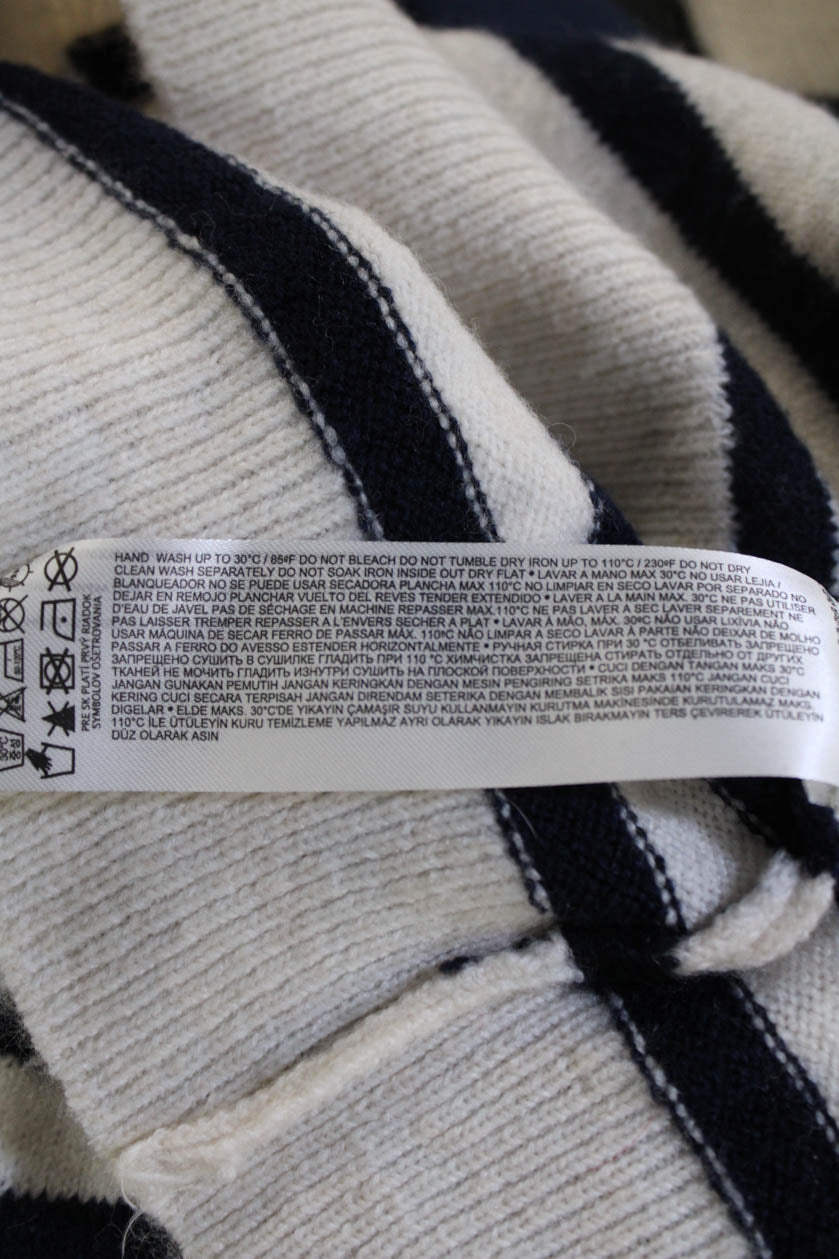 HAND WASH UP TO 30°C / 85ºF DO NOT BLEACH DO NOT TUMBLE DRY IRON UP TO 110°C / 230ºF DO NOT DRY
CLEAN WASH SEPARATELY DO NOT SOAK IRON INSIDE OUT DRY FLAT • LAVAR A MANO MAX 30°C NO USAR LEJIA /
BLANQUEADOR NO SE PUEDE USAR SECADORA PLANCHA MAX 110°C NO LIMPIAR EN SECO LAVAR POR SEPARADO NO
DEJAR EN REMOJO PLANCHAR VUELTO DEL REVES TENDER EXTENDIDO • LAVER A LA MAIN MAX. 30°C NE PAS UTILISER
D'EAU DE JAVEL PAS DE SÉCHAGE EN MACHINE REPASSER MAX.110°C NE PAS LAVER A SEC LAVER SEPAREMENT NE
PAS LAISSER TREMPER REPASSER A L'ENVERS SECHER A PLAT • LAVAR À MÃO, MÁX. 30ºC NÃO USAR LIXÍVIA NÃO
USAR MÁQUINA DE SECAR FERRO DE PASSAR MÁX. 110ºC NÃO LIMPAR A SECO LAVAR À PARTE NÃO DEIXAR DE MOLHO
PASSAR A FERRO DO AVESSO ESTENDER HORIZONTALMENTE • РУЧНАЯ СТИРКА ПРИ 30 °C ОТБЕЛИВАТЬ ЗАПРЕЩЕНО
ЗАПРЕЩЕНО СУШИТЬ В СУШИЛКЕ ГЛАДИТЬ ПРИ 110 °C ХИМЧИСТКА ЗАПРЕЩЕНА СТИРАТЬ ОТДЕЛЬНО ОТ ДРУГИХ
ТКАНЕЙ НЕ МОЧИТЬ ГЛАДИТЬ ИЗНУТРИ СУШИТЬ НА ПЛОСКОЙ ПОВЕРХНОСТИ • CUCI DENGAN TANGAN MAKS 30°C
JANGAN GUNAKAN PEMUTIH JANGAN KERINGKAN DENGAN MESIN PENGIRING SETRIKA MAKS 110°C JANGAN CUCI
KERING CUCI SECARA TERPISAH JANGAN DIRENDAM SETERIKA DENGAN MEMBALIK SISI PAKAIAN KERINGKAN DENGAN
DIGELAR • ELDE MAKS. 30°C'DE YIKAYIN ÇAMAŞIR SUYU KULLANMAYIN KURUTMA MAKİNESİNDE KURUTULAMAZ MAKS.
110°C İLE ÜTÜLEYİN KURU TEMİZLEME YAPILMAZ AYRI OLARAK YIKAYIN ISLAK BIRAKMAYIN TERS ÇEVİREREK ÜTÜLEYİN
DÜZ OLARAK ASIN
PRE SK PLATÍ PRVÝ RIADOK
SYMBOLOV OŠETROVANIA
30°C